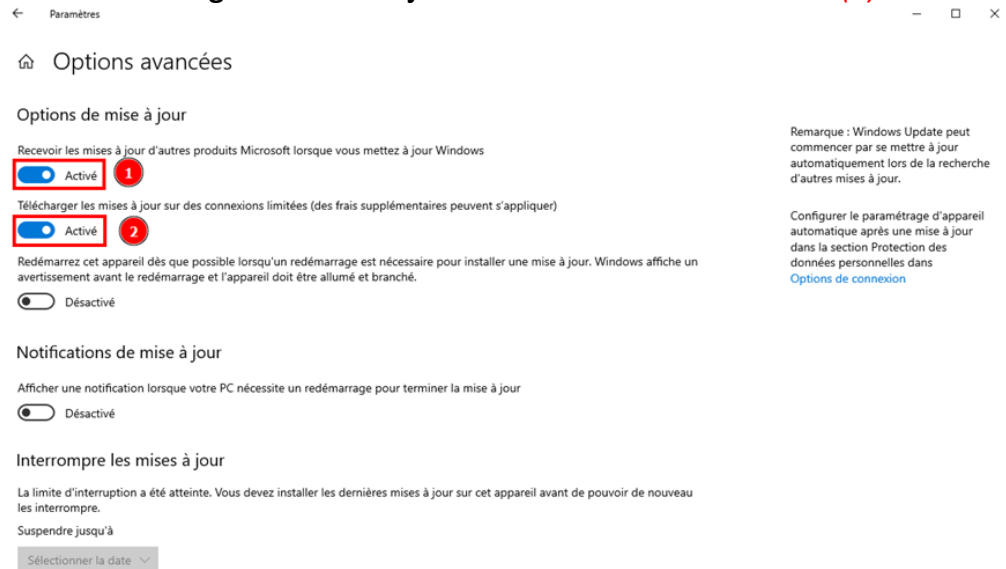 Paramètres
Options avancées
Options de mise à jour
Recevoir les mises à jour d'autres produits Microsoft lorsque vous mettez à jour Windows
Activé
1
Télécharger les mises à jour sur des connexions limitées (des frais supplémentaires peuvent s'appliquer)
Activé
2
Redémarrez cet appareil dès que possible lorsqu'un redémarrage est nécessaire pour installer une mise à jour. Windows affiche un
avertissement avant le redémarrage et l'appareil doit être allumé et branché.
Désactivé
Notifications de mise à jour
Afficher une notification lorsque votre PC nécessite un redémarrage pour terminer la mise à jour
Désactivé
Interrompre les mises à jour
La limite d'interruption a été atteinte. Vous devez installer les dernières mises à jour sur cet appareil avant de pouvoir de nouveau
les interrompre.
Suspendre jusqu'à
Sélectionner la date
Remarque : Windows Update peut
commencer par se mettre à jour
automatiquement lors de la recherche
d'autres mises à jour.
Configurer le paramétrage d'appareil
automatique après une mise à jour
dans la section Protection des
données personnelles dans
Options de connexion